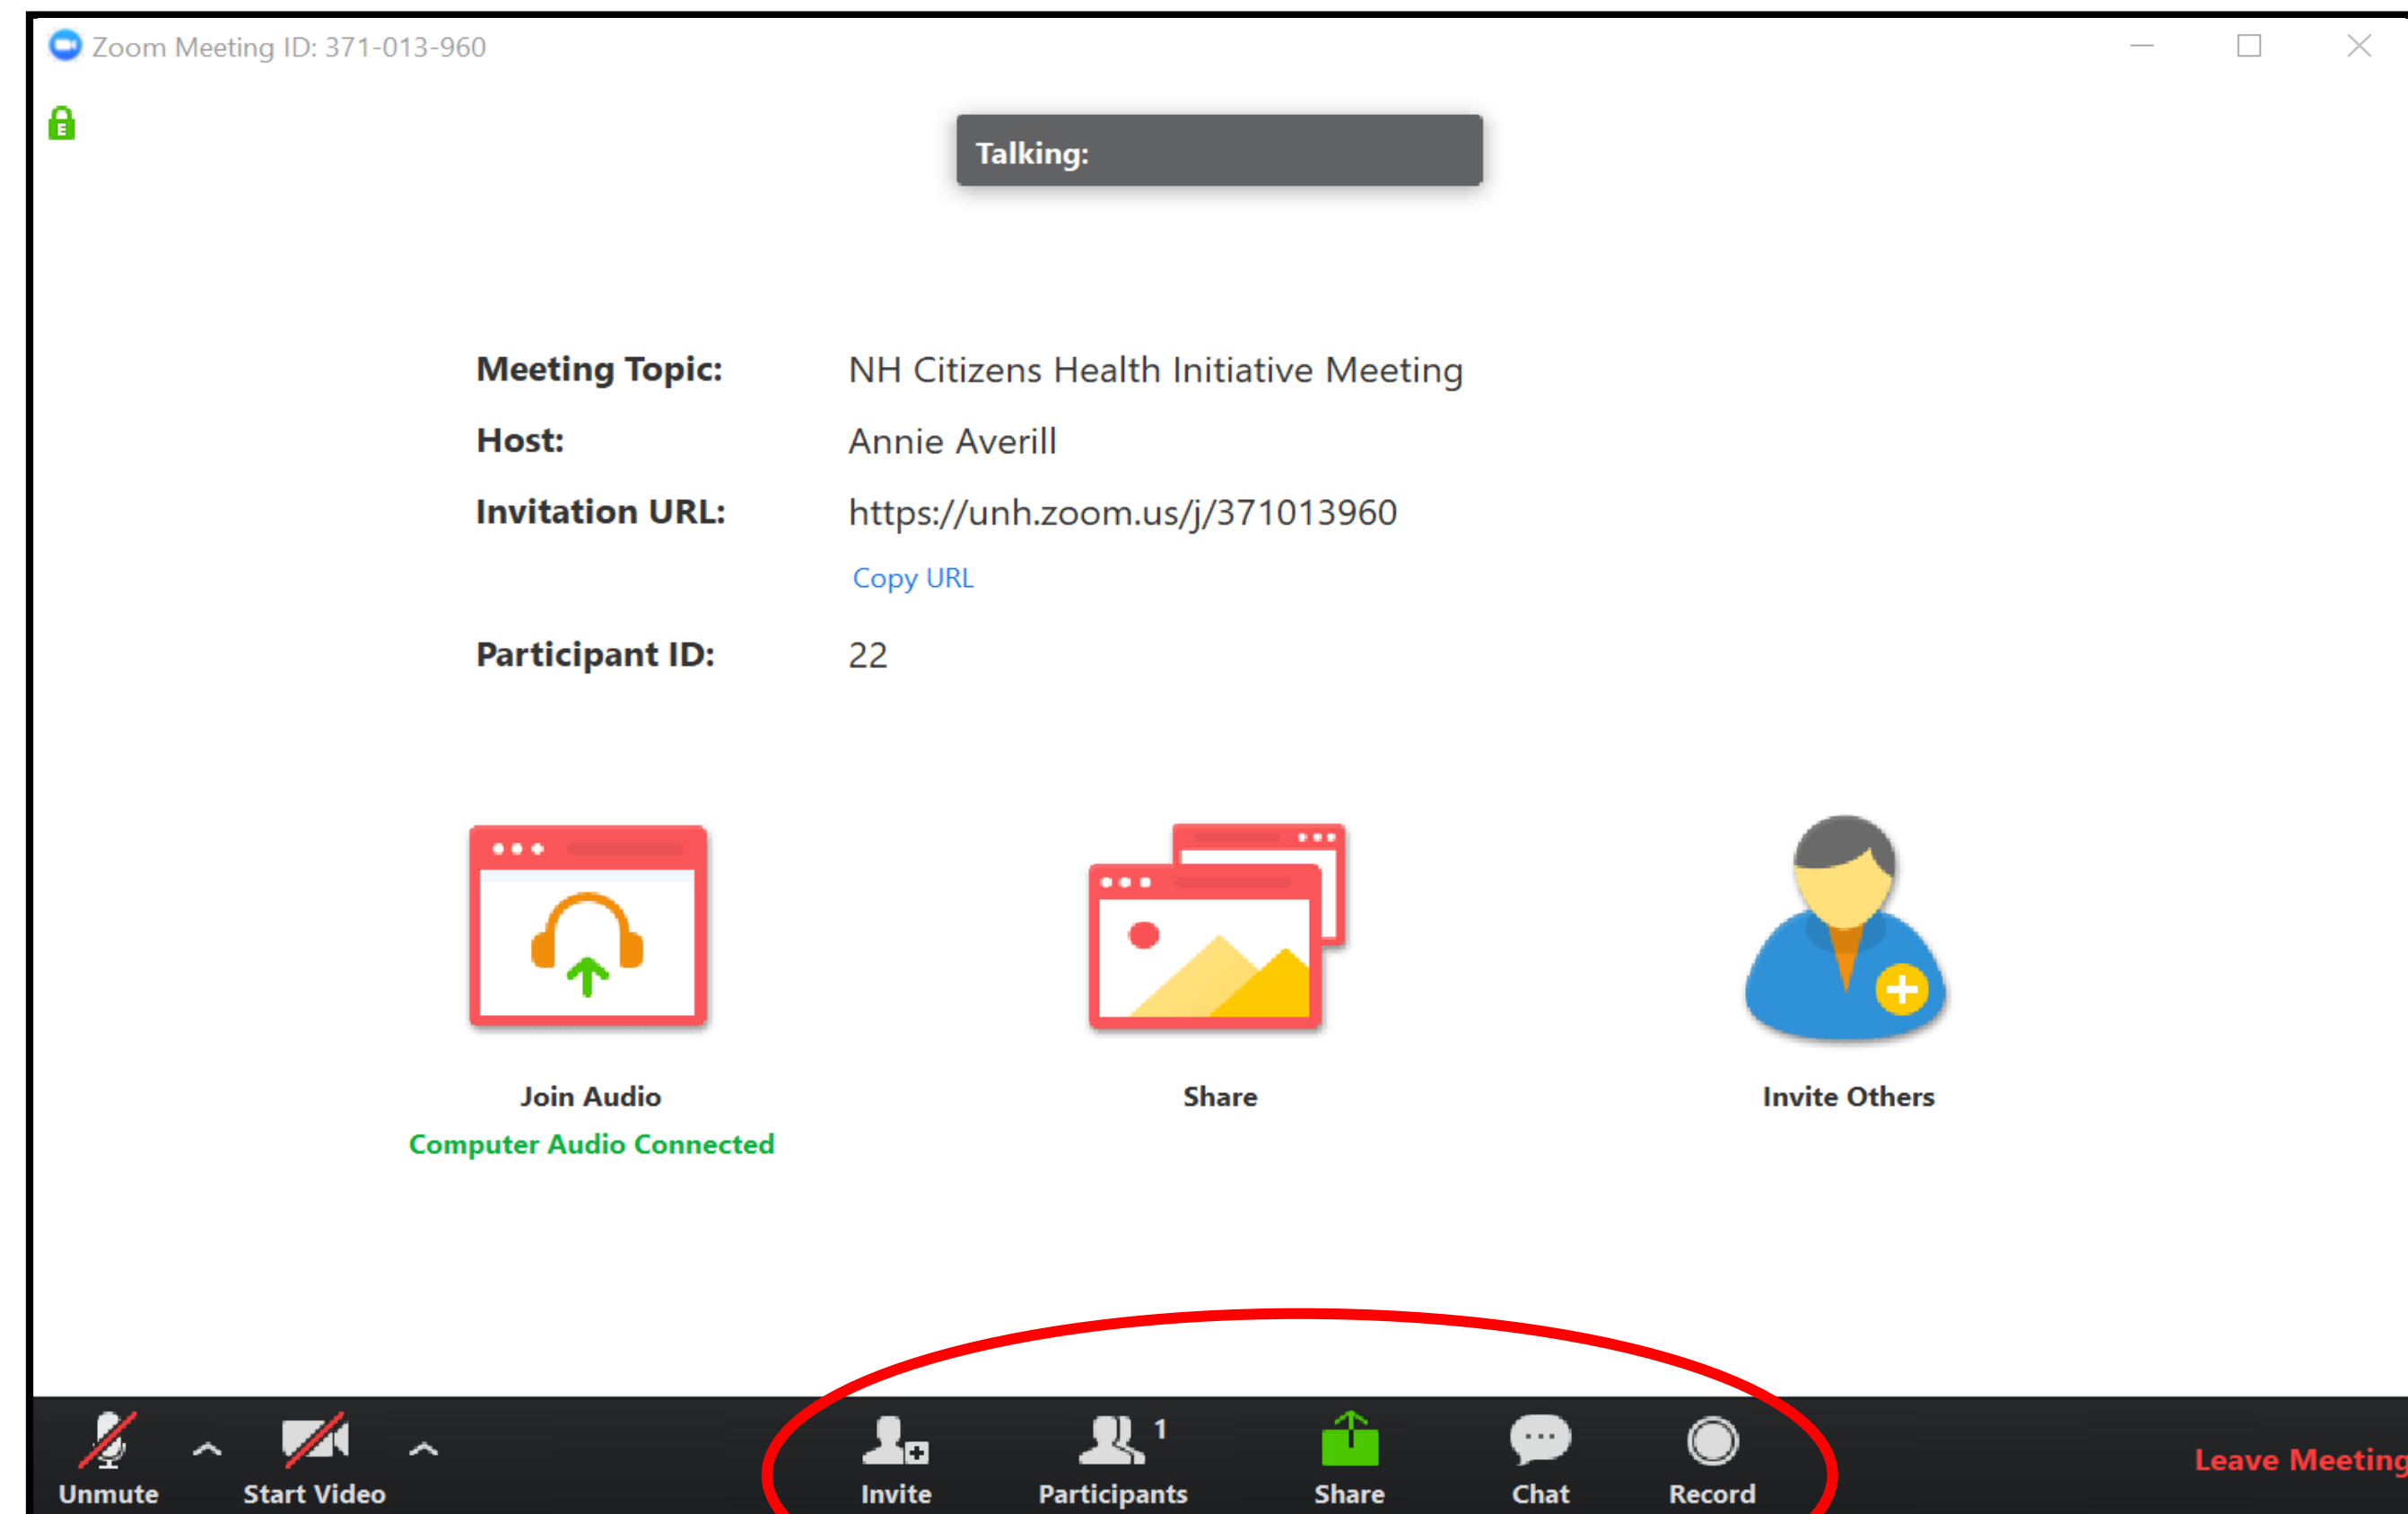 Zoom Meeting ID: 371-013-960
E
Talking:
Meeting Topic: NH Citizens Health Initiative Meeting
Host: Annie Averill
Invitation URL: https://unh.zoom.us/j/371013960
Copy URL
Participant ID: 22
Join Audio Share Invite Others
Computer Audio Connected
1
Unmute Start Video Invite Participants Share Chat Record Leave Meeting